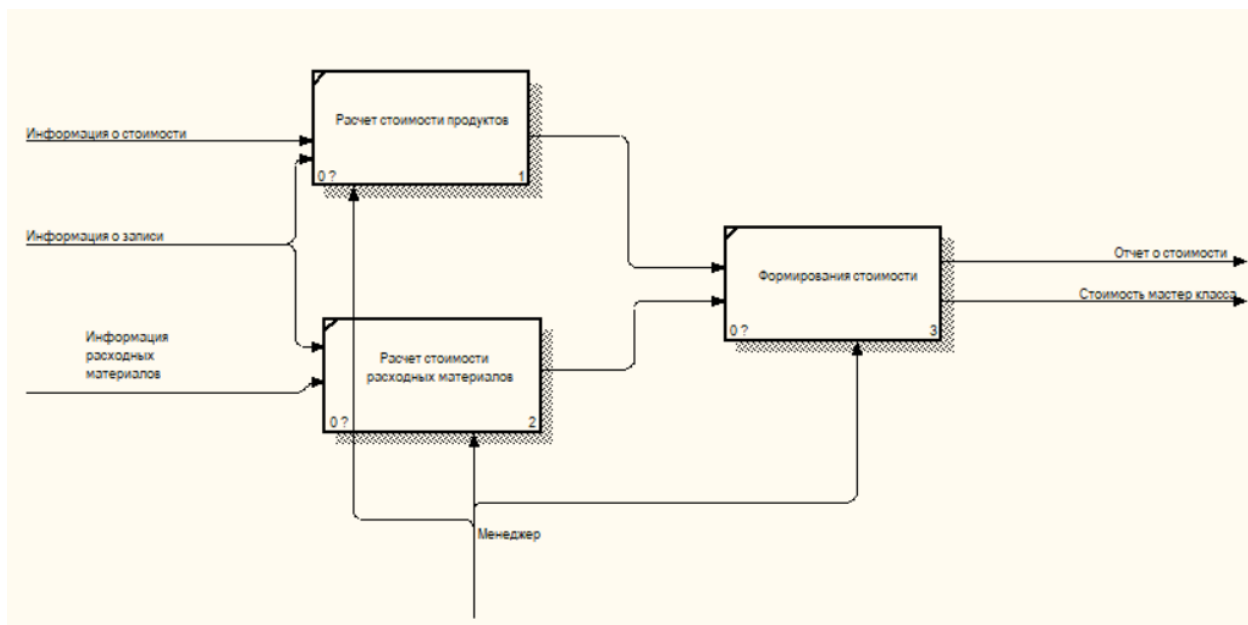 Расчет стоимости продуктов
Информация о стоимости
0 ?
1
Информация о записи
Отчет о стоимости
Формирования стоимости
Стоимость мастер класса
0 ?
3
Информация
расходных
материалов
Расчет стоимости
расходных материалов
0 ?
2
Менеджер